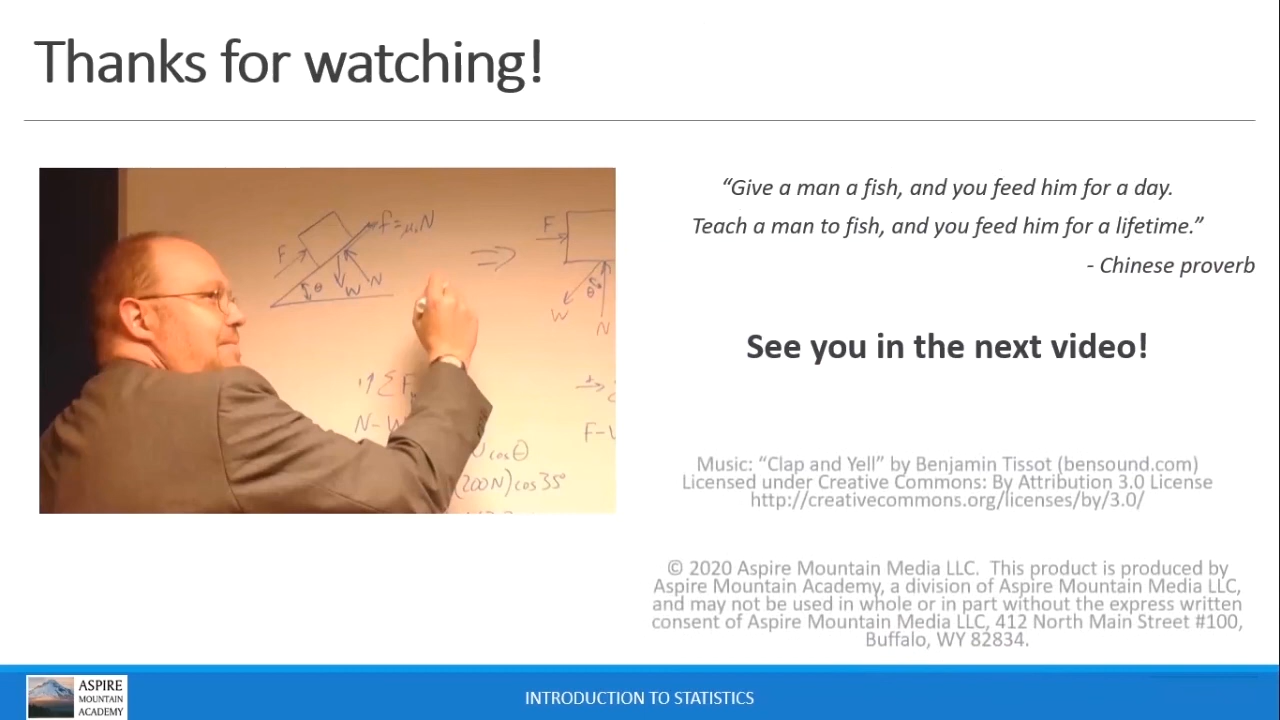 Thanks for watching!
“Give a man a fish, and you feed him for a day.
Teach a man to fish, and you feed him for a lifetime.”
- Chinese proverb
See you in the next video!
F
f=μₛN
θ
W
N
⇒
F
W
θ
N
↑ΣF
N-W
F-
cosθ
(200N)cos35°
Music: “Clap and Yell” by Benjamin Tissot (bensound.com)
Licensed under Creative Commons: By Attribution 3.0 License
http://creativecommons.org/licenses/by/3.0/
© 2020 Aspire Mountain Media LLC.  This product is produced by
Aspire Mountain Academy, a division of Aspire Mountain Media LLC,
and may not be used in whole or in part without the express written
consent of Aspire Mountain Media LLC, 412 North Main Street #100,
Buffalo, WY 82834.
ASPIRE
MOUNTAIN
ACADEMY
INTRODUCTION TO STATISTICS